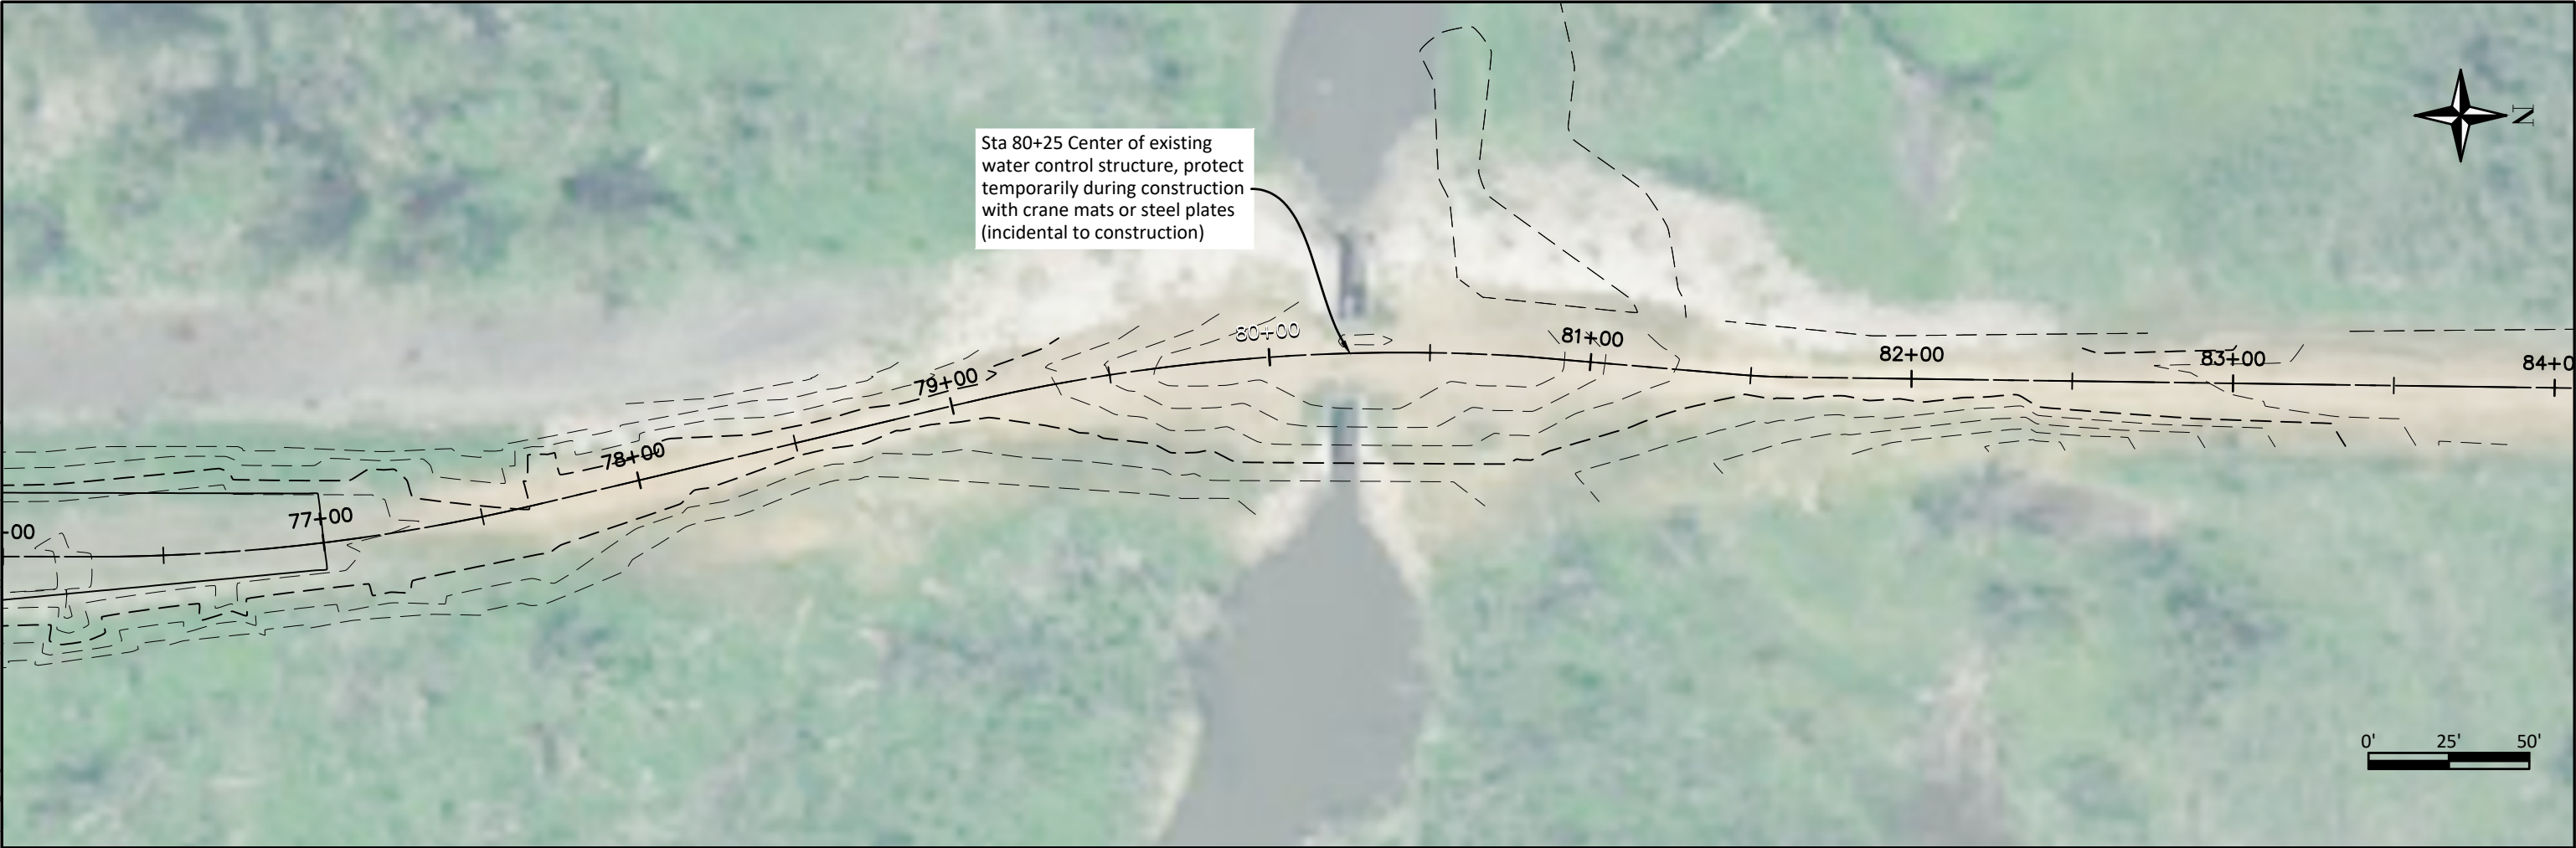 Sta 80+25 Center of existing
water control structure, protect
temporarily during construction
with crane mats or steel plates
(incidental to construction)
N
80+00
81+00
82+00
83+00
84+0
79+00
78+00
77+00
-00
0' 25' 50'